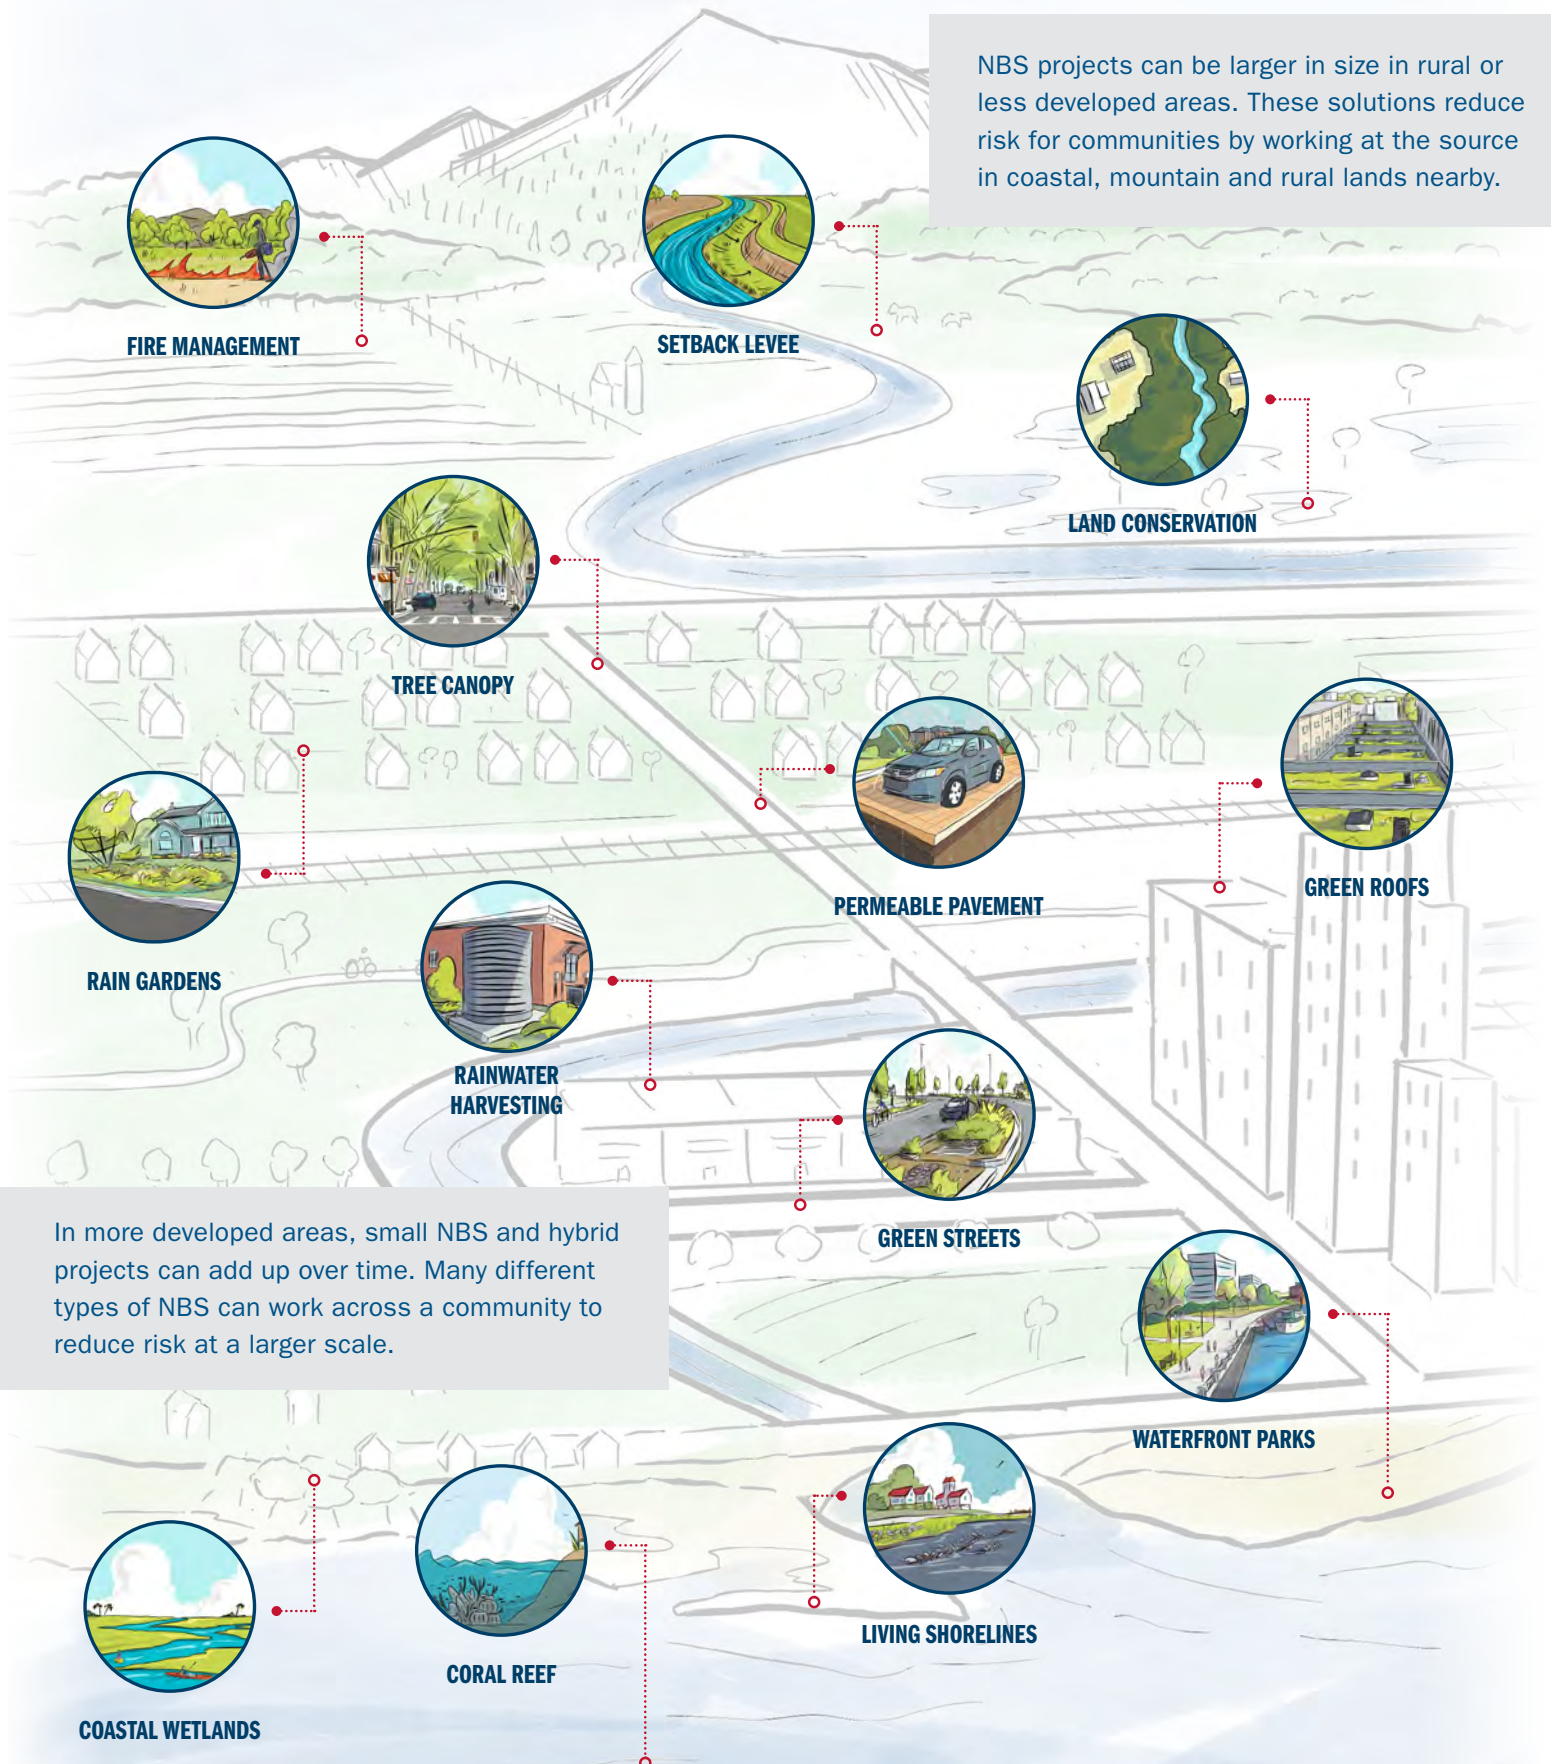 NBS projects can be larger in size in rural or
less developed areas. These solutions reduce
risk for communities by working at the source
in coastal, mountain and rural lands nearby.
FIRE MANAGEMENT
SETBACK LEVEE
LAND CONSERVATION
TREE CANOPY
GREEN ROOFS
PERMEABLE PAVEMENT
RAIN GARDENS
RAINWATER
HARVESTING
GREEN STREETS
In more developed areas, small NBS and hybrid
projects can add up over time. Many different
types of NBS can work across a community to
reduce risk at a larger scale.
WATERFRONT PARKS
LIVING SHORELINES
CORAL REEF
COASTAL WETLANDS